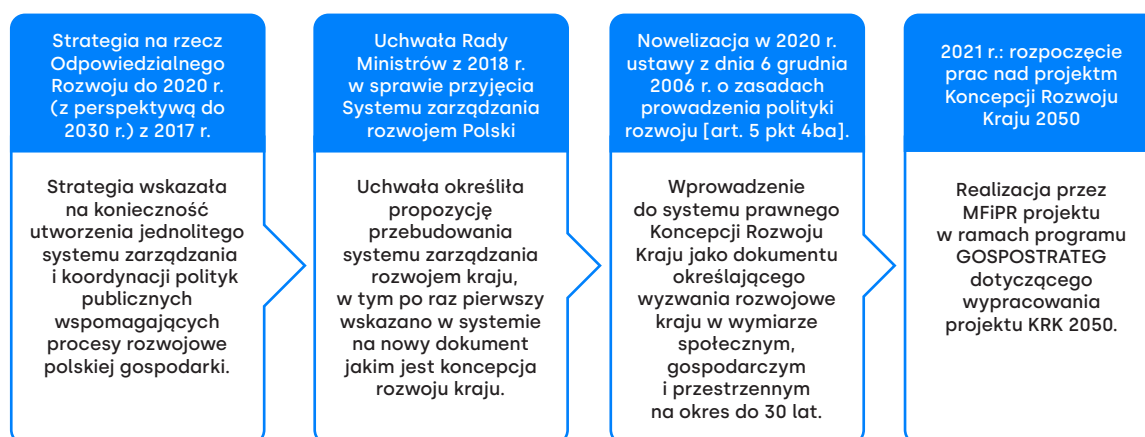 Strategia na rzecz
Odpowiedzialnego
Rozwoju do 2020 r.
(z perspektywą do
2030 r.) z 2017 r.
Strategia wskazała
na konieczność
utworzenia jednolitego
systemu zarządzania
i koordynacji polityk
publicznych
wspomagających
procesy rozwojowe
polskiej gospodarki.
Uchwała Rady
Ministrów z 2018 r.
w sprawie przyjęcia
Systemu zarządzania
rozwojem Polski
Uchwała określiła
propozycję
przebudowania
systemu zarządzania
rozwojem kraju,
w tym po raz pierwszy
wskazano w systemie
na nowy dokument
jakim jest koncepcja
rozwoju kraju.
Nowelizacja w 2020 r.
ustawy z dnia 6 grudnia
2006 r. o zasadach
prowadzenia polityki
rozwoju [art. 5 pkt 4ba].
Wprowadzenie
do systemu prawnego
Koncepcji Rozwoju
Kraju jako dokumentu
określającego
wyzwania rozwojowe
kraju w wymiarze
społecznym,
gospodarczym
i przestrzennym
na okres do 30 lat.
2021 r.: rozpoczęcie
prac nad projektm
Koncepcji Rozwoju
Kraju 2050
Realizacja przez
MFiPR projektu
w ramach programu
GOSPOSTRATEG
dotyczącego
wypracowania
projektu KRK 2050.